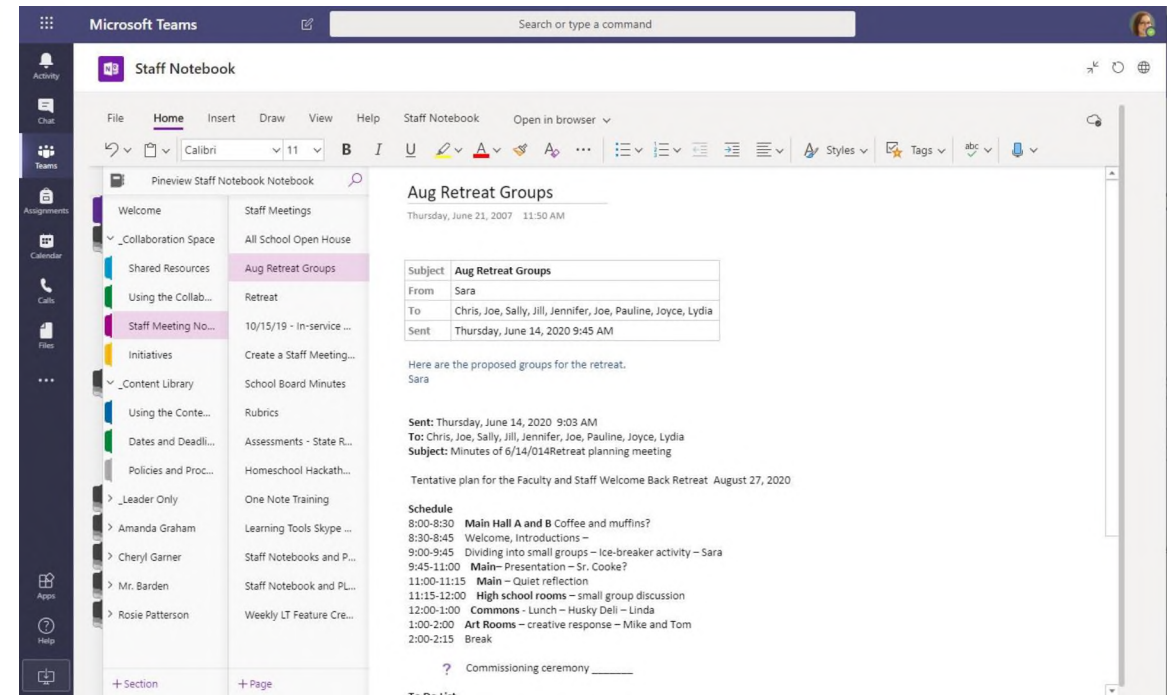 Microsoft Teams
Search or type a command
Activity
Chat
Teams
Assignments
Calendar
Calls
Files
Apps
Help
Staff Notebook
File Home Insert Draw View Help Staff Notebook Open in browser
Calibri 11 B I U A A Styles Tags abc
Pineview Staff Notebook Notebook
Welcome
_Collaboration Space
Shared Resources
Using the Collab...
Staff Meeting No...
Initiatives
_Content Library
Using the Conte...
Dates and Deadli...
Policies and Proc...
_Leader Only
Amanda Graham
Cheryl Garner
Mr. Barden
Rosie Patterson
+ Section
Staff Meetings
All School Open House
Aug Retreat Groups
Retreat
10/15/19 - In-service ...
Create a Staff Meeting...
School Board Minutes
Rubrics
Assessments - State R...
Homeschool Hackath...
One Note Training
Learning Tools Skype ...
Staff Notebooks and P...
Staff Notebook and PL...
Weekly LT Feature Cre...
+ Page
Aug Retreat Groups
Thursday, June 21, 2007 11:50 AM
Subject Aug Retreat Groups
From Sara
To Chris, Joe, Sally, Jill, Jennifer, Joe, Pauline, Joyce, Lydia
Sent Thursday, June 14, 2020 9:45 AM
Here are the proposed groups for the retreat.
Sara
Sent: Thursday, June 14, 2020 9:03 AM
To: Chris, Joe, Sally, Jill, Jennifer, Joe, Pauline, Joyce, Lydia
Subject: Minutes of 6/14/014Retreat planning meeting
Tentative plan for the Faculty and Staff Welcome Back Retreat August 27, 2020
Schedule
8:00-8:30 Main Hall A and B Coffee and muffins?
8:30-8:45 Welcome, Introductions –
9:00-9:45 Dividing into small groups – Ice-breaker activity – Sara
9:45-11:00 Main– Presentation – Sr. Cooke?
11:00-11:15 Main – Quiet reflection
11:15-12:00 High school rooms – small group discussion
12:00-1:00 Commons - Lunch – Husky Deli – Linda
1:00-2:00 Art Rooms – creative response – Mike and Tom
2:00-2:15 Break
? Commissioning ceremony _______